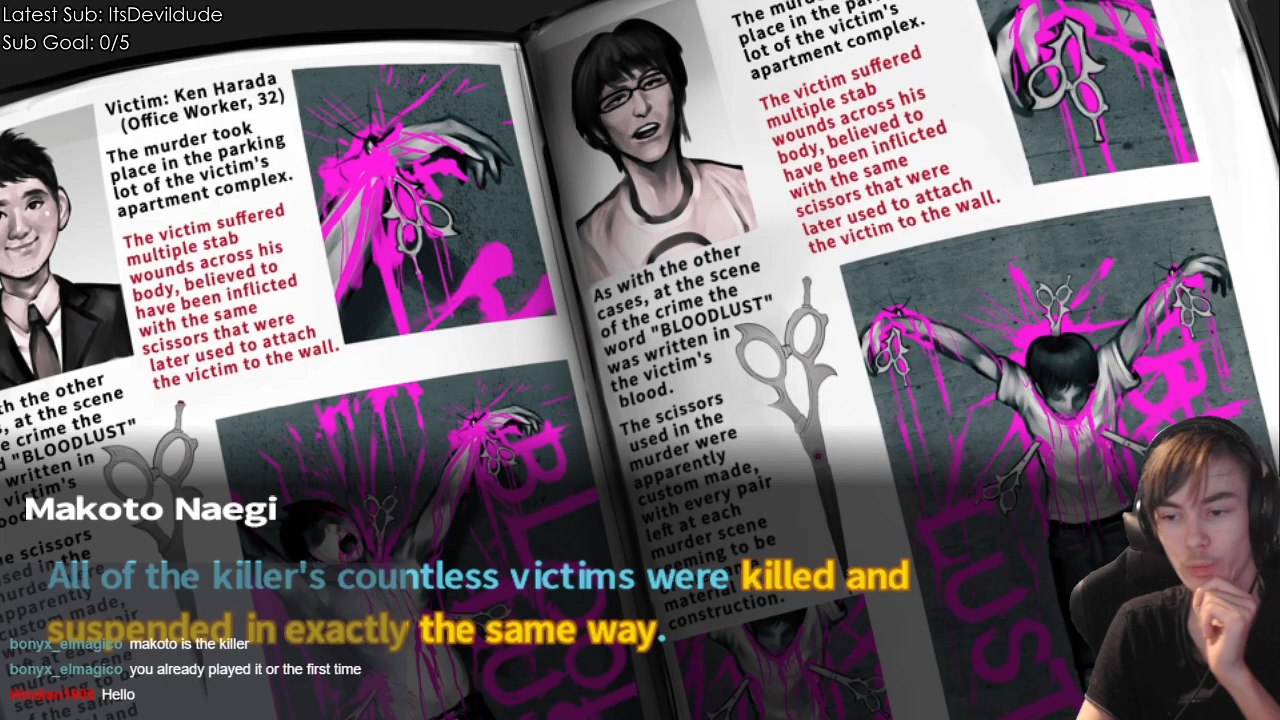 Latest Sub: ItsDevildude
Sub Goal: 0/5
Victim: Ken Harada
(Office Worker, 32)
The murder took
place in the parking
lot of the victim's
apartment complex.
The victim suffered
multiple stab
wounds across his
body, believed to
have been inflicted
with the same
scissors that were
later used to attach
the victim to the wall.
the other
, at the scene
crime the
"BLOODLUST"
written in
The murder
place in the
lot of the victim's
apartment complex.
The victim suffered
multiple stab
wounds across his
body, believed to
have been inflicted
with the same
scissors that were
later used to attach
the victim to the wall.
As with the other
cases, at the scene
of the crime the
word "BLOODLUST"
was written in
the victim's
blood.
The scissors
used in the
murder were
apparently
custom made,
with every pair
left at each
murder scene
seeming to be
material
construction.
Makoto Naegi
All of the killer's countless victims were killed and
suspended in exactly the same way.
bonyx_elmagico makoto is the killer
bonyx_elmagico you already played it or the first time
Hello